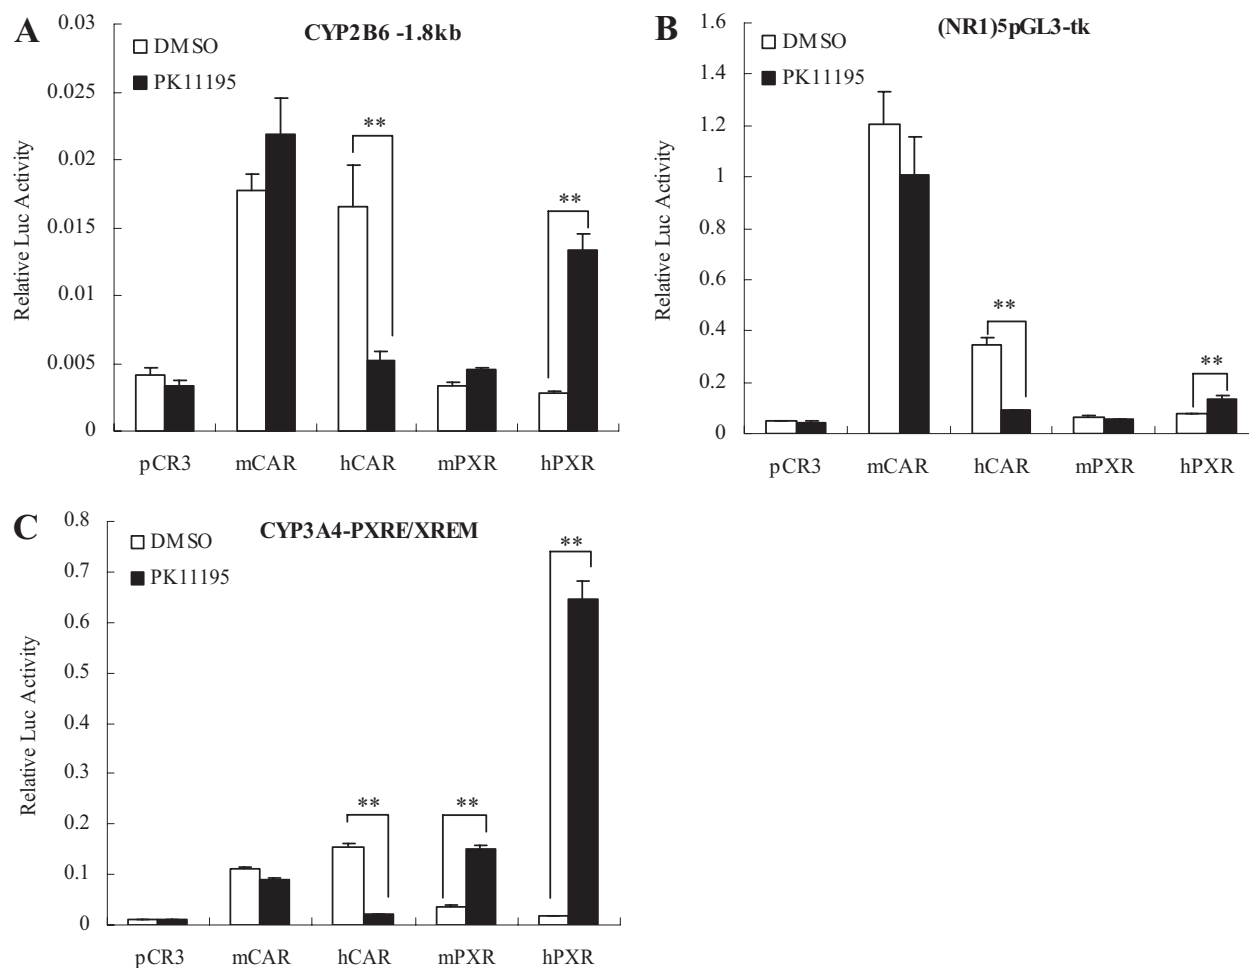 A
CYP2B6 -1.8kb
DMSO
PK11195
Relative Luc Activity
0.03
0.025
0.02
0.015
0.01
0.005
0
**
**
pCR3 mCAR hCAR mPXR hPXR
B
(NR1)5pGL3-tk
DMSO
PK11195
Relative Luc Activity
1.6
1.4
1.2
1
0.8
0.6
0.4
0.2
0
**
**
pCR3 mCAR hCAR mPXR hPXR
C
CYP3A4-PXRE/XREM
DMSO
PK11195
Relative Luc Activity
0.8
0.7
0.6
0.5
0.4
0.3
0.2
0.1
0
**
**
**
pCR3 mCAR hCAR mPXR hPXR